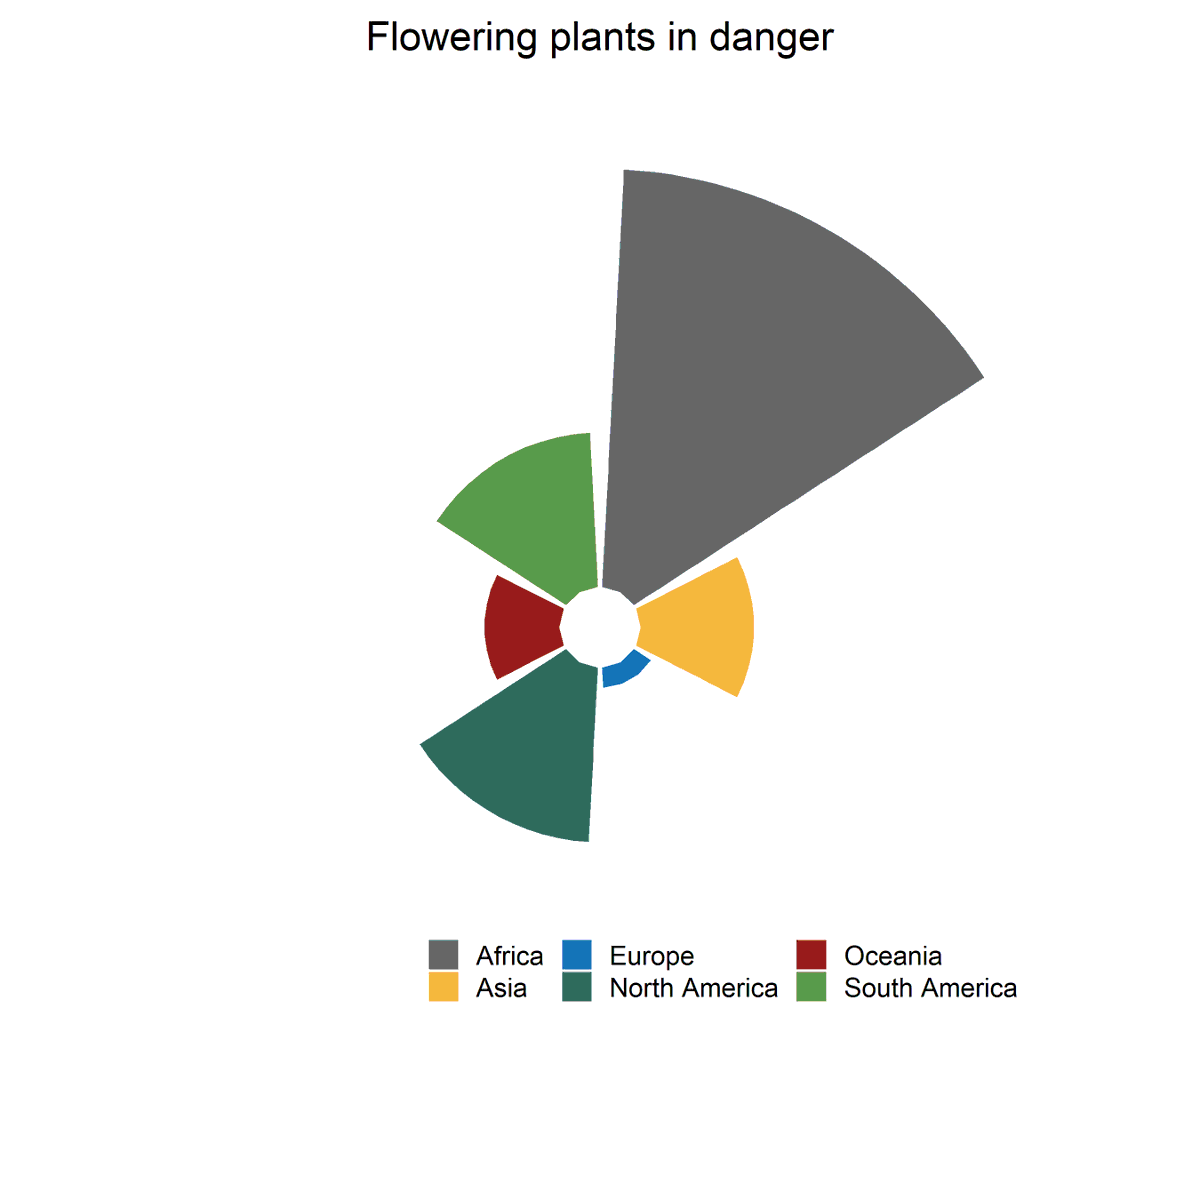 Flowering plants in danger
Africa
Europe
Oceania
Asia
North America
South America